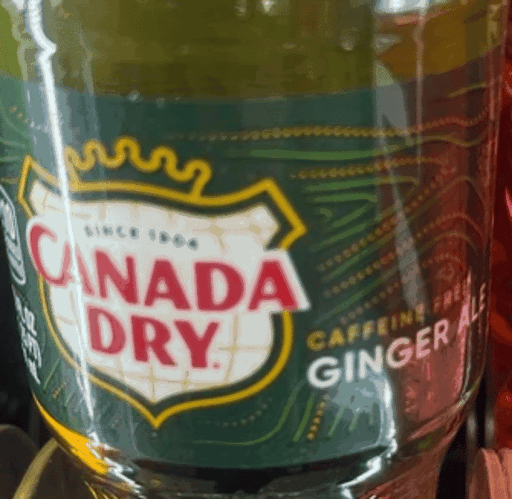 SINCE 1904
CANADA
DRY
CAFFEINE FREE
GINGER ALE